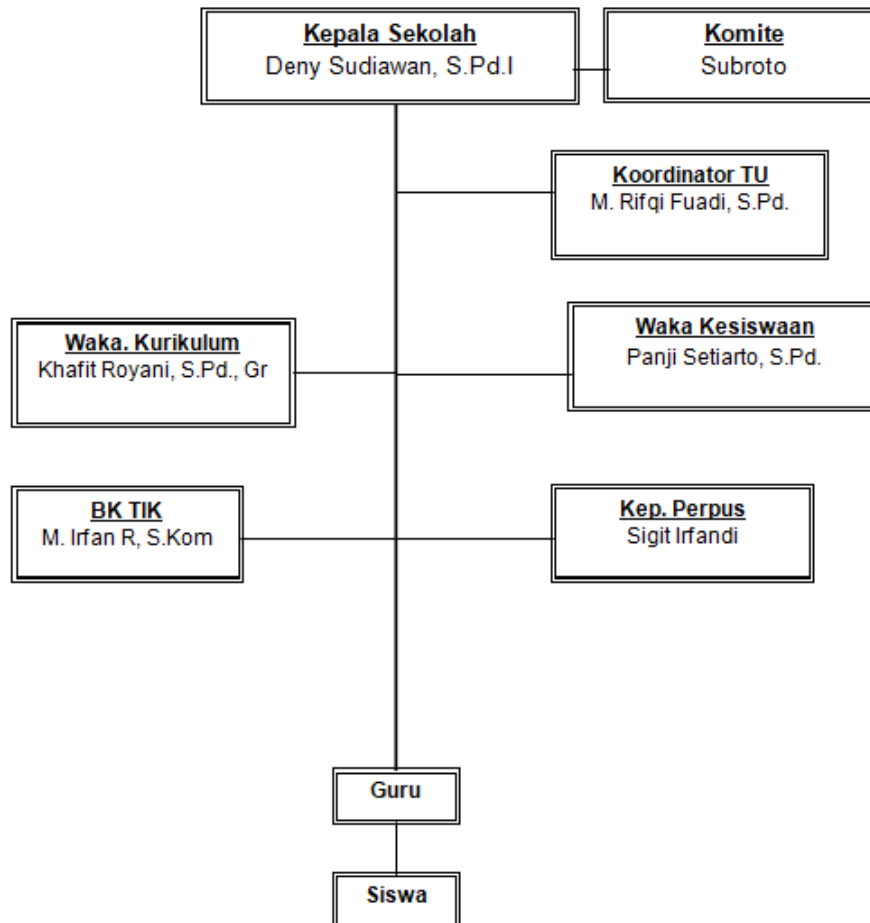 Kepala Sekolah
Deny Sudiawan, S.Pd.I
Komite
Subroto
Koordinator TU
M. Rifqi Fuadi, S.Pd.
Waka. Kurikulum
Khafit Royani, S.Pd., Gr
Waka Kesiswaan
Panji Setiarto, S.Pd.
BK TIK
M. Irfan R, S.Kom
Kep. Perpus
Sigit Irfandi
Guru
Siswa